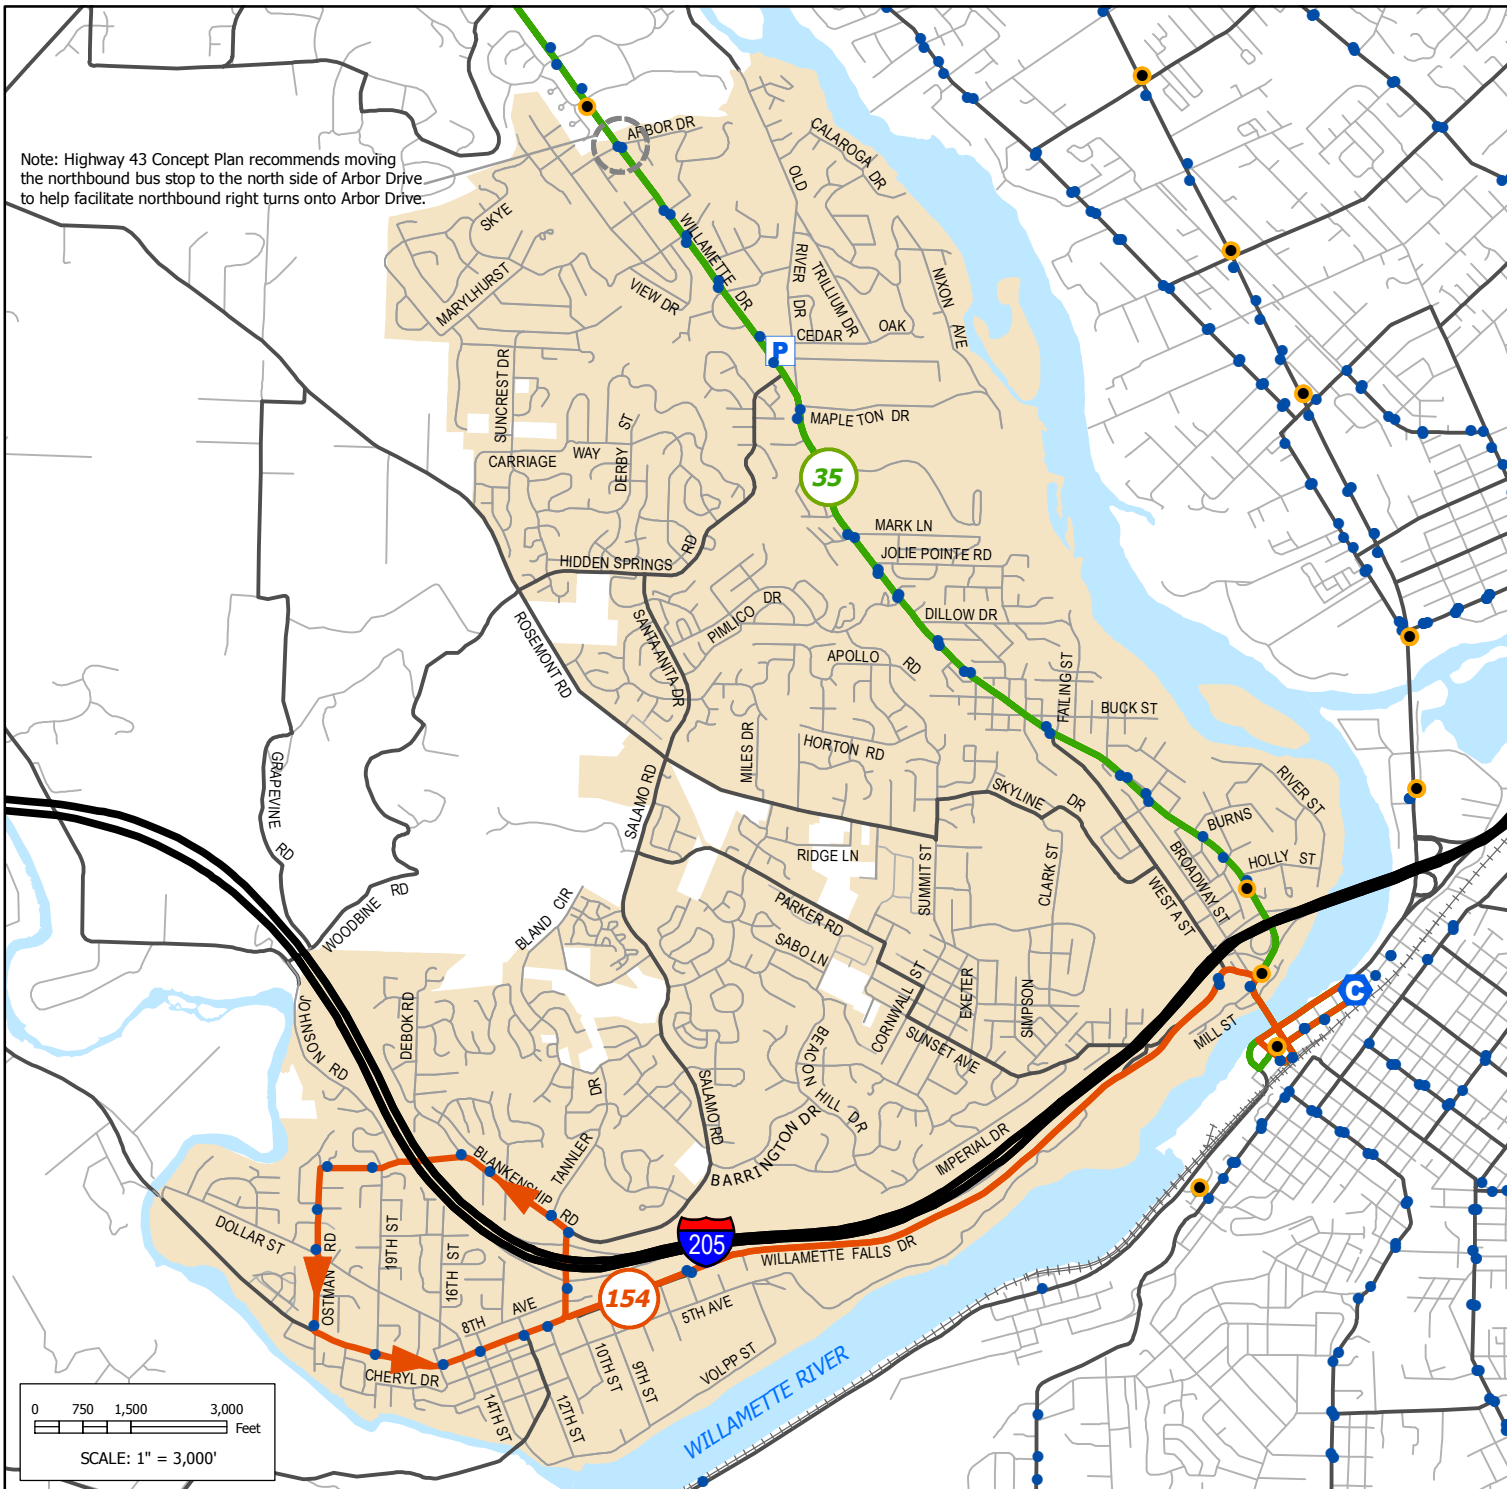 ARBOR DR
CALAROGA DR
Note: Highway 43 Concept Plan recommends moving
the northbound bus stop to the north side of Arbor Drive
to help facilitate northbound right turns onto Arbor Drive.
OLD RIVER DR
SKYE
WILLAMETTE DR
MARYLHURST
VIEW DR
TRILLIUM DR
NIXON AVE
CEDAR OAK
P
SUNCREST DR
MAPLETON DR
CARRIAGE WAY
DERBY ST
35
MARK LN
JOLIE POINTE RD
HIDDEN SPRINGS RD
ROSEMONT RD
SANTA ANITA DR
PIMLICO DR
DILLOW DR
APOLLO RD
FAILING ST
BUCK ST
GRAPEVINE RD
MILES DR
HORTON RD
SALAMO RD
SKYLINE DR
RIVER ST
BURNS
RIDGE LN
BROADWAY ST
HOLLY ST
SUMMIT ST
CLARK ST
WEST A ST
WOODBINE RD
BLAND CIR
PARKER RD
SABO LN
CORNWALL ST
EXETER
SIMPSON
SUNSET AVE
MILL ST
C
JOHNSON RD
DEBOK RD
BEACON HILL DR
SALAMO RD
BARRINGTON DR
IMPERIAL DR
TANNLER DR
BLANKENSHIP RD
DOLLAR ST
OSTMAN RD
19TH ST
16TH ST
205
WILLAMETTE FALLS DR
154
8TH AVE
5TH AVE
10TH ST
9TH ST
VOLPP ST
CHERYL DR
14TH ST
12TH ST
WILLAMETTE RIVER
0 750 1,500 3,000
Feet
SCALE: 1" = 3,000'